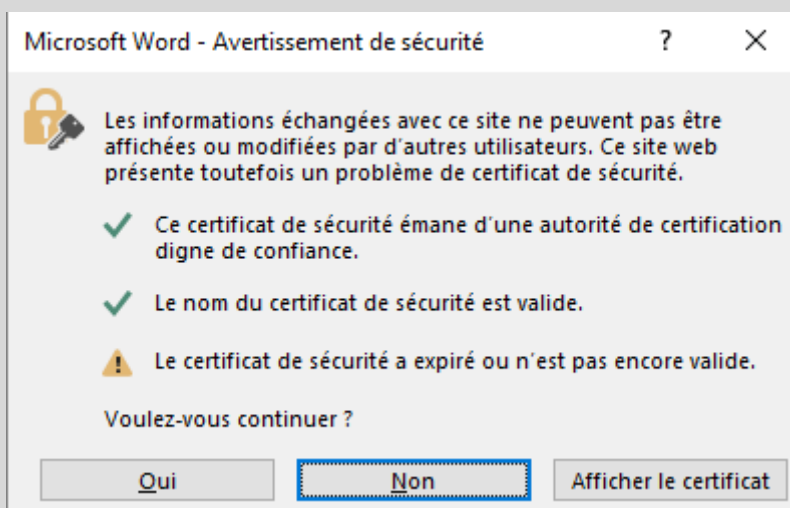 Microsoft Word - Avertissement de sécurité
?
Les informations échangées avec ce site ne peuvent pas être
affichées ou modifiées par d'autres utilisateurs. Ce site web
présente toutefois un problème de certificat de sécurité.
Ce certificat de sécurité émane d'une autorité de certification
digne de confiance.
Le nom du certificat de sécurité est valide.
Le certificat de sécurité a expiré ou n'est pas encore valide.
Voulez-vous continuer ?
Oui
Non
Afficher le certificat